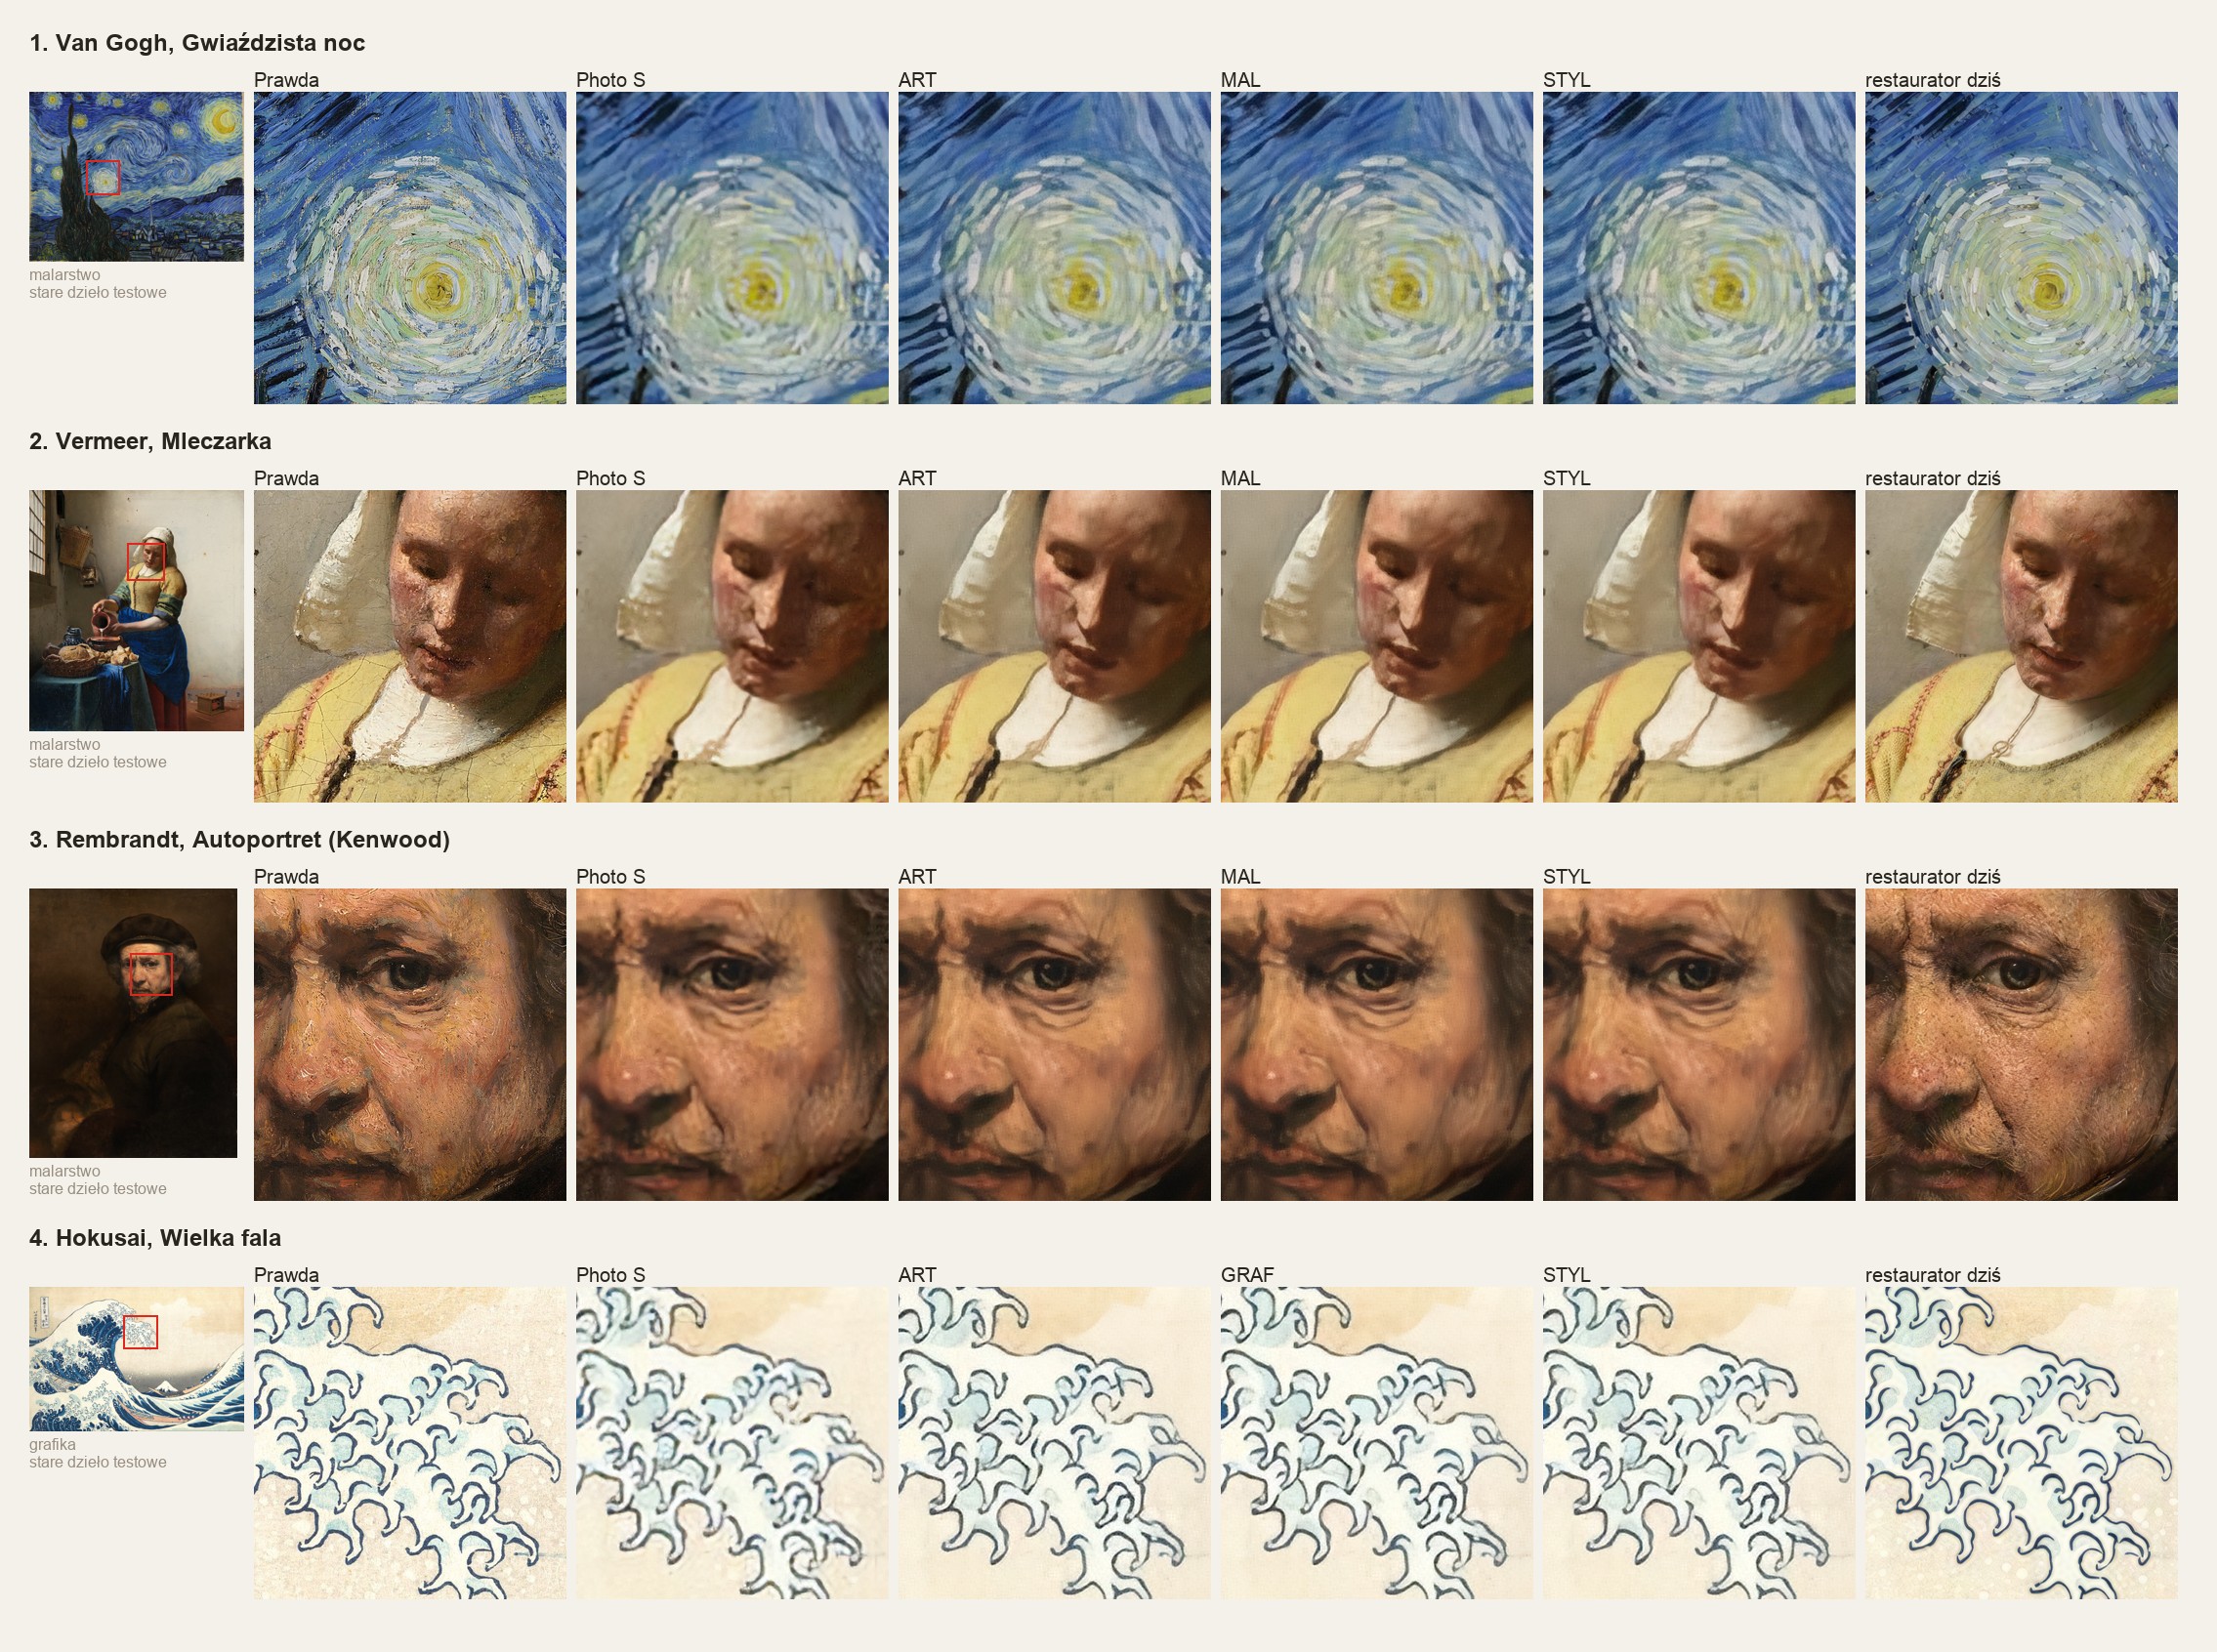 1. Van Gogh, Gwiaździsta noc
Prawda
Photo S
ART
MAL
STYL
restaurator dziś
malarstwo
stare dzieło testowe
2. Vermeer, Mleczarka
Prawda
Photo S
ART
MAL
STYL
restaurator dziś
malarstwo
stare dzieło testowe
3. Rembrandt, Autoportret (Kenwood)
Prawda
Photo S
ART
MAL
STYL
restaurator dziś
malarstwo
stare dzieło testowe
4. Hokusai, Wielka fala
Prawda
Photo S
ART
GRAF
STYL
restaurator dziś
grafika
stare dzieło testowe